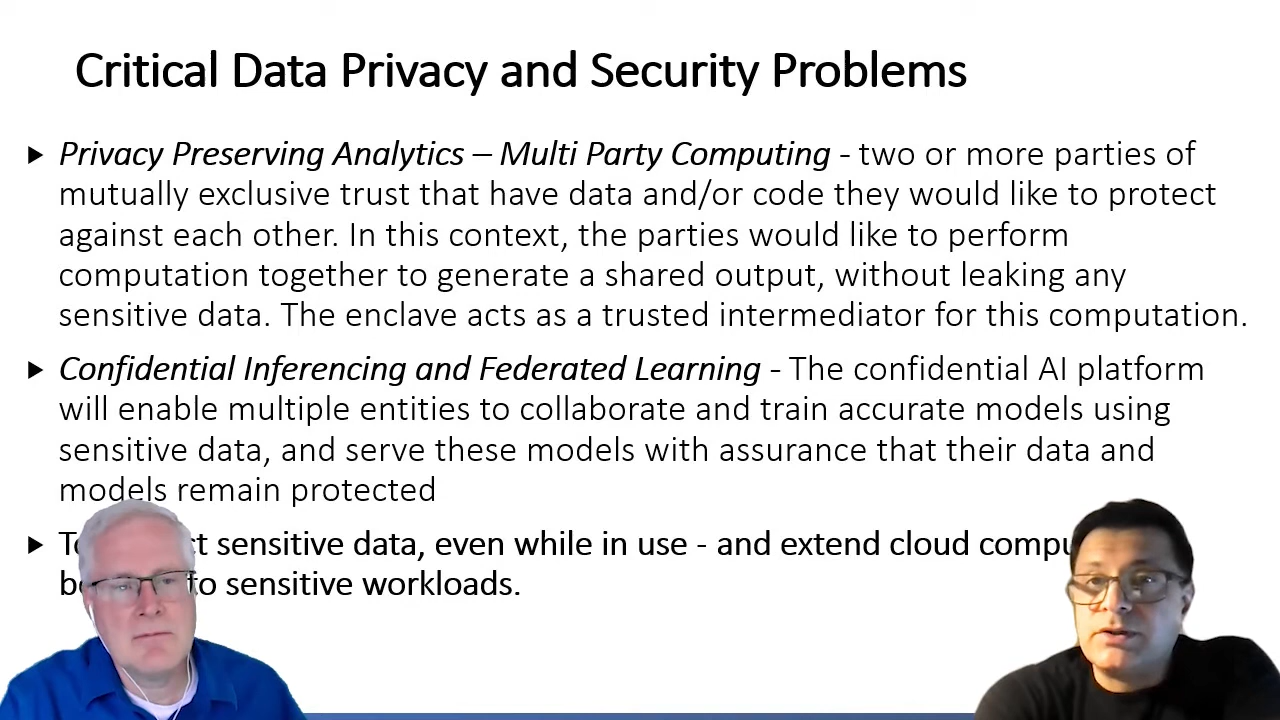 Critical Data Privacy and Security Problems
Privacy Preserving Analytics – Multi Party Computing - two or more parties of
mutually exclusive trust that have data and/or code they would like to protect
against each other. In this context, the parties would like to perform
computation together to generate a shared output, without leaking any
sensitive data. The enclave acts as a trusted intermediator for this computation.
Confidential Inferencing and Federated Learning - The confidential AI platform
will enable multiple entities to collaborate and train accurate models using
sensitive data, and serve these models with assurance that their data and
models remain protected
sensitive data, even while in use - and extend cloud
to sensitive workloads.